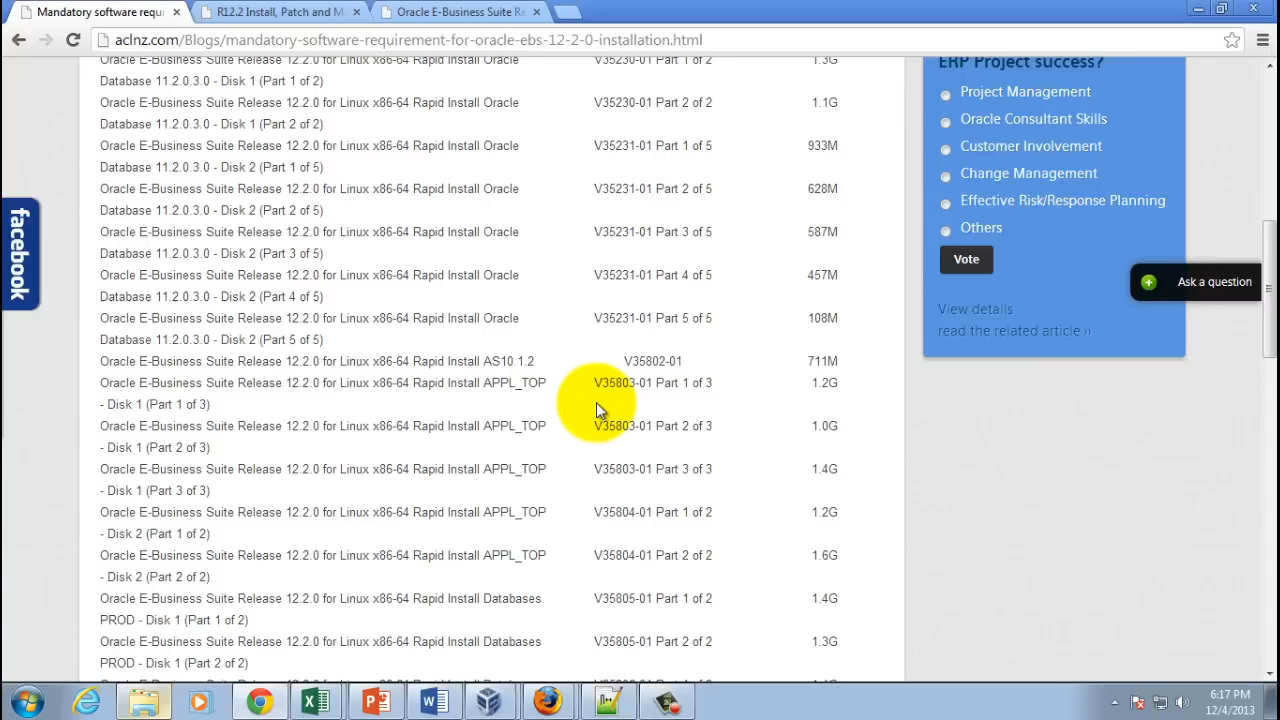 Mandatory software requ
R12.2 Install, Patch and M
Oracle E-Business Suite Re
aclnz.com/Blogs/mandatory-software-requirement-for-oracle-ebs-12-2-0-installation.html
Oracle E-Business Suite Release 12.2.0 for Linux x86-64 Rapid Install Oracle V35230-01 Part 1 of 2 1.3G
Database 11.2.0.3.0 - Disk 1 (Part 1 of 2)
Oracle E-Business Suite Release 12.2.0 for Linux x86-64 Rapid Install Oracle V35230-01 Part 2 of 2 1.1G
Database 11.2.0.3.0 - Disk 1 (Part 2 of 2)
Oracle E-Business Suite Release 12.2.0 for Linux x86-64 Rapid Install Oracle V35231-01 Part 1 of 5 933M
Database 11.2.0.3.0 - Disk 2 (Part 1 of 5)
Oracle E-Business Suite Release 12.2.0 for Linux x86-64 Rapid Install Oracle V35231-01 Part 2 of 5 628M
Database 11.2.0.3.0 - Disk 2 (Part 2 of 5)
Oracle E-Business Suite Release 12.2.0 for Linux x86-64 Rapid Install Oracle V35231-01 Part 3 of 5 587M
Database 11.2.0.3.0 - Disk 2 (Part 3 of 5)
Oracle E-Business Suite Release 12.2.0 for Linux x86-64 Rapid Install Oracle V35231-01 Part 4 of 5 457M
Database 11.2.0.3.0 - Disk 2 (Part 4 of 5)
Oracle E-Business Suite Release 12.2.0 for Linux x86-64 Rapid Install Oracle V35231-01 Part 5 of 5 108M
Database 11.2.0.3.0 - Disk 2 (Part 5 of 5)
Oracle E-Business Suite Release 12.2.0 for Linux x86-64 Rapid Install AS10.1.2 V35802-01 711M
Oracle E-Business Suite Release 12.2.0 for Linux x86-64 Rapid Install APPL_TOP V35803-01 Part 1 of 3 1.2G
- Disk 1 (Part 1 of 3)
Oracle E-Business Suite Release 12.2.0 for Linux x86-64 Rapid Install APPL_TOP V35803-01 Part 2 of 3 1.0G
- Disk 1 (Part 2 of 3)
Oracle E-Business Suite Release 12.2.0 for Linux x86-64 Rapid Install APPL_TOP V35803-01 Part 3 of 3 1.4G
- Disk 1 (Part 3 of 3)
Oracle E-Business Suite Release 12.2.0 for Linux x86-64 Rapid Install APPL_TOP V35804-01 Part 1 of 2 1.2G
- Disk 2 (Part 1 of 2)
Oracle E-Business Suite Release 12.2.0 for Linux x86-64 Rapid Install APPL_TOP V35804-01 Part 2 of 2 1.6G
- Disk 2 (Part 2 of 2)
Oracle E-Business Suite Release 12.2.0 for Linux x86-64 Rapid Install Databases V35805-01 Part 1 of 2 1.4G
PROD - Disk 1 (Part 1 of 2)
Oracle E-Business Suite Release 12.2.0 for Linux x86-64 Rapid Install Databases V35805-01 Part 2 of 2 1.3G
PROD - Disk 1 (Part 2 of 2)
ERP Project success?
Project Management
Oracle Consultant Skills
Customer Involvement
Change Management
Effective Risk/Response Planning
Others
Vote
View details
read the related article ››
Ask a question
facebook
6:17 PM
12/4/2013